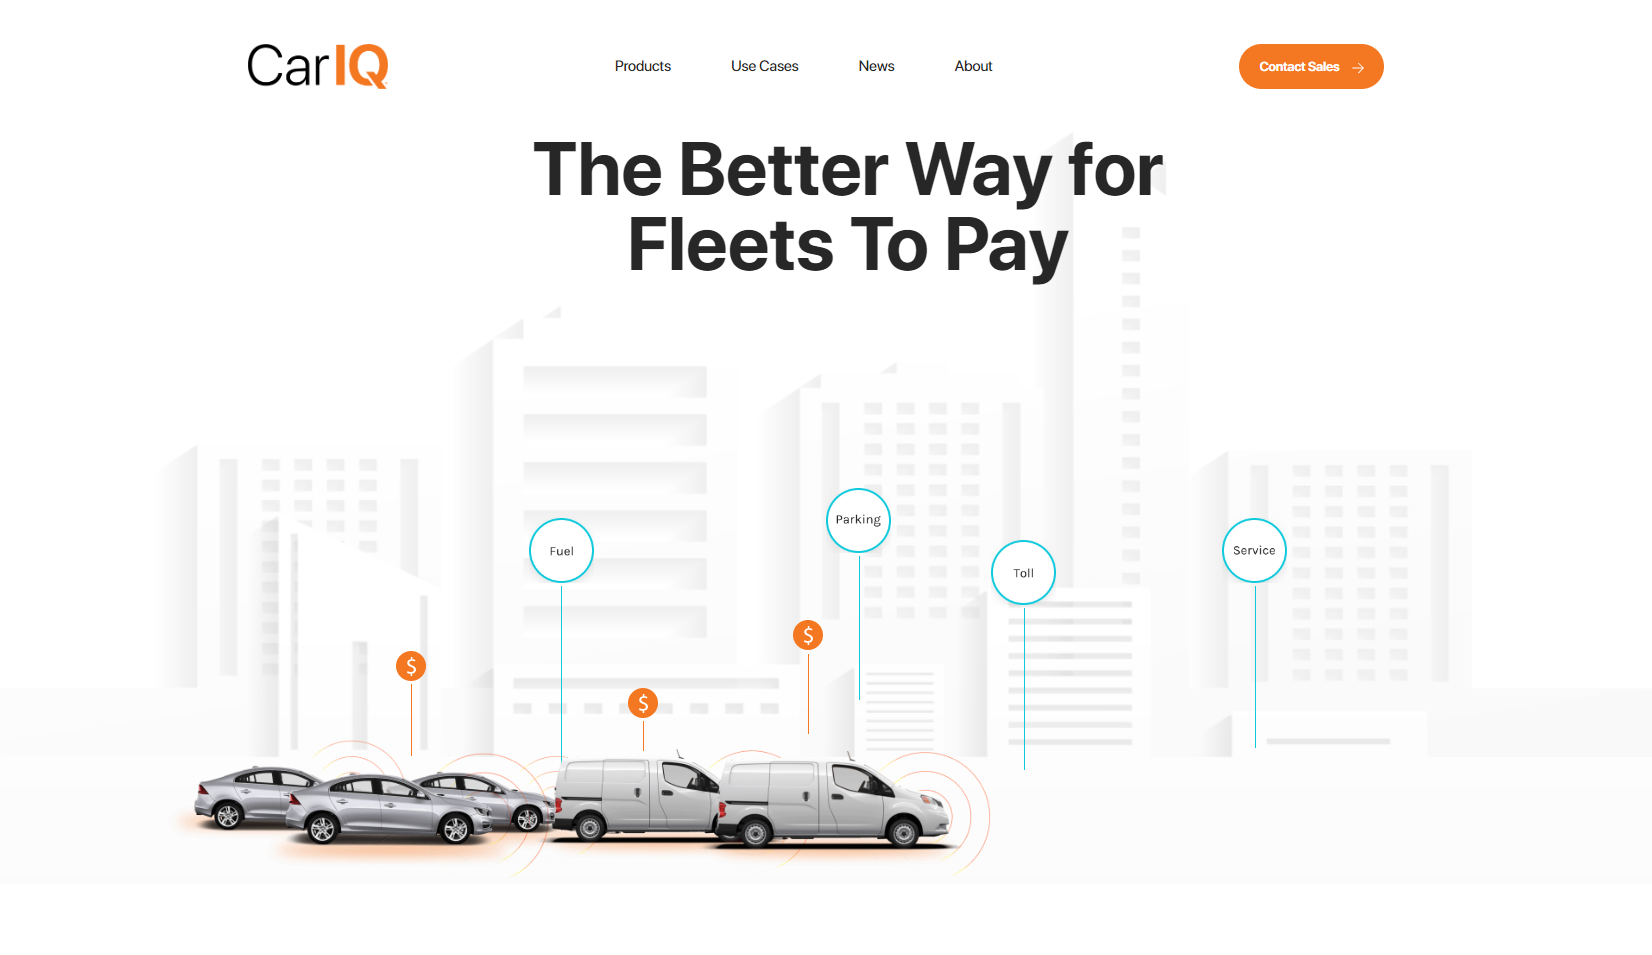 CarIQ
Products
Use Cases
News
About
Contact Sales
The Better Way for
Fleets To Pay
Parking
Fuel
Service
Toll
$
$
$